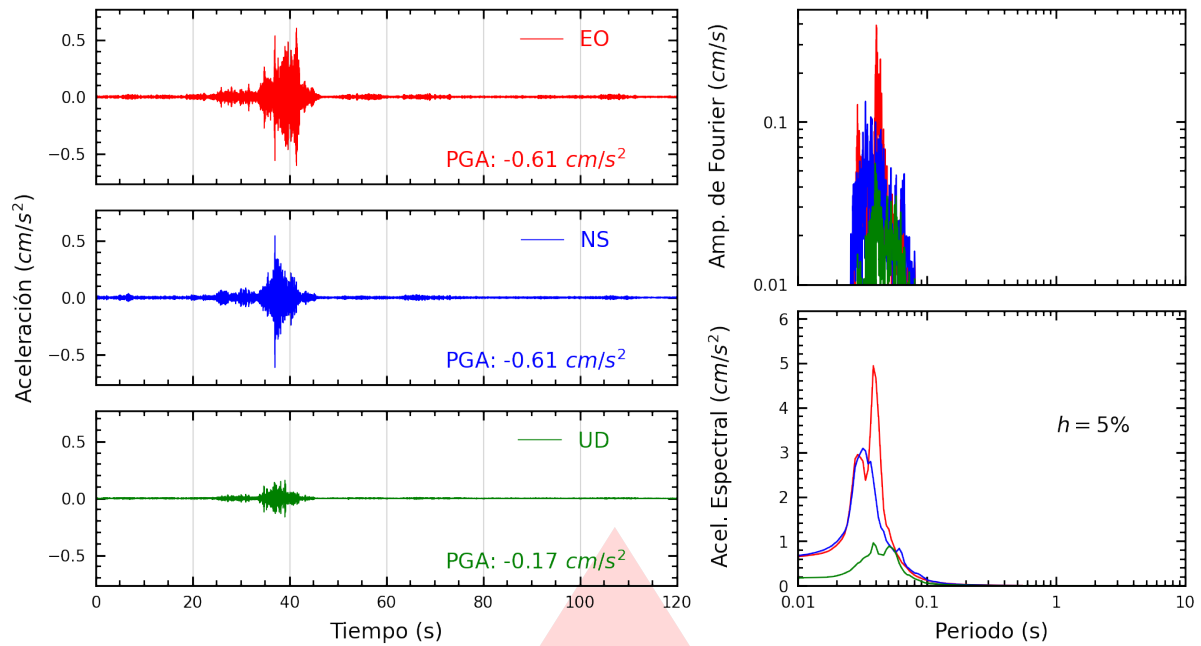 Aceleración (cm/s²)
0.5
0.0
−0.5
EO
PGA: -0.61 cm/s²
0.5
0.0
−0.5
NS
PGA: -0.61 cm/s²
0.5
0.0
−0.5
UD
PGA: -0.17 cm/s²
0 20 40 60 80 100 120
Tiempo (s)
Amp. de Fourier (cm/s)
0.1
0.01
Acel. Espectral (cm/s²)
6
5
4
3
2
1
0
h = 5%
0.01 0.1 1 10
Periodo (s)